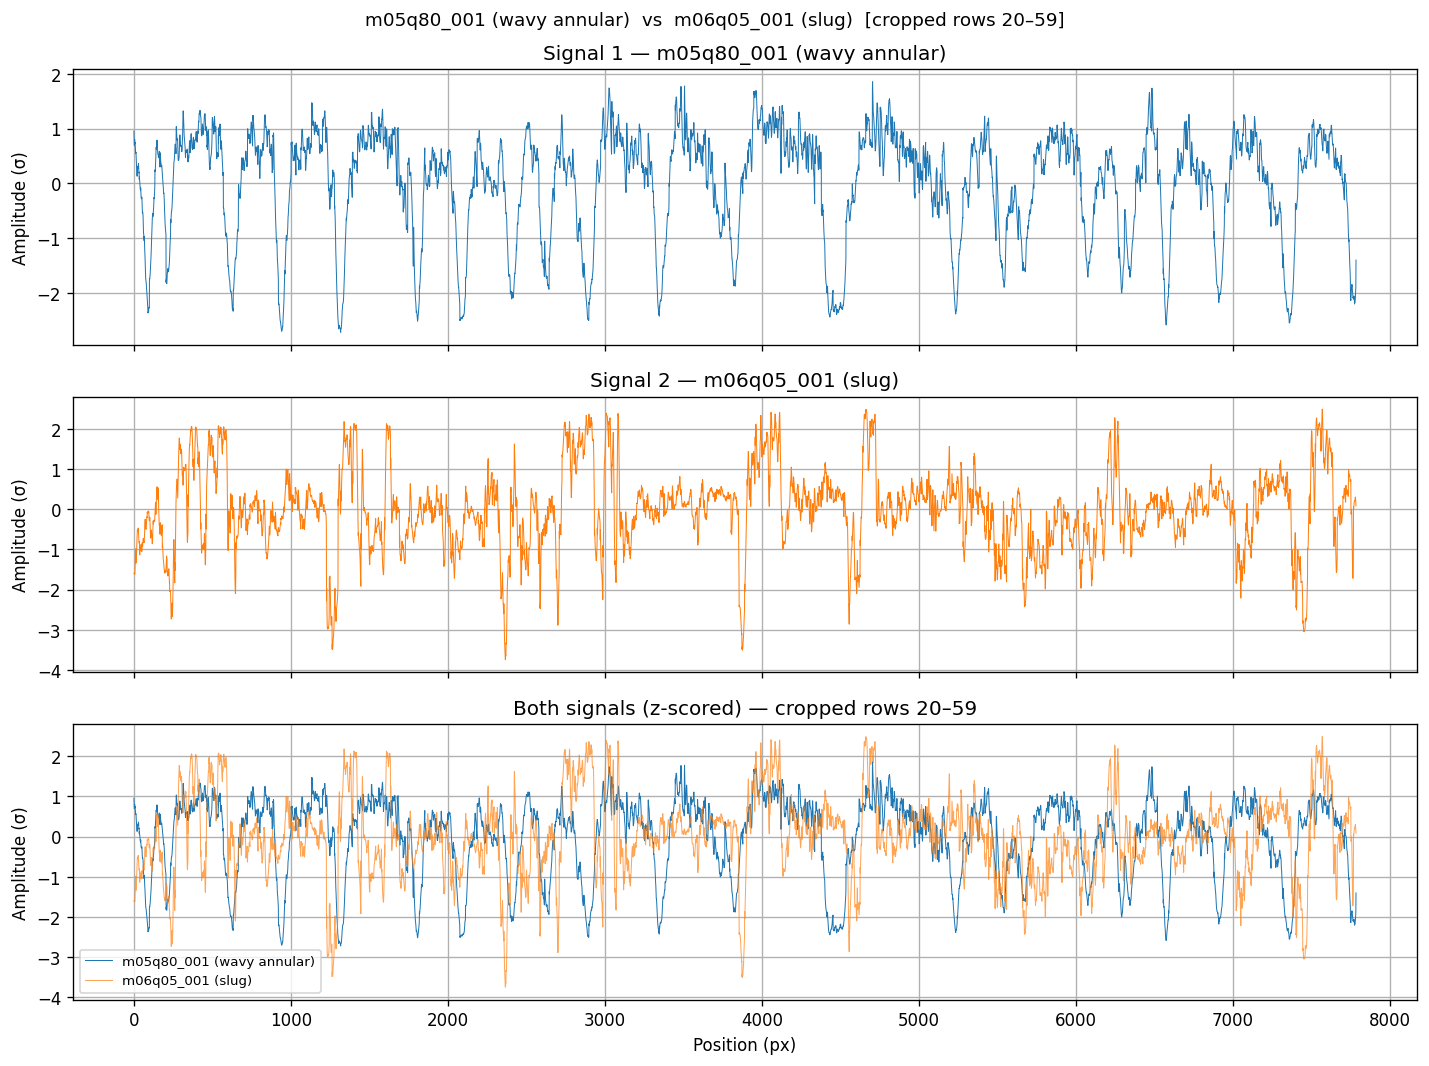 m05q80_001 (wavy annular)  vs  m06q05_001 (slug)  [cropped rows 20–59]
Signal 1 — m05q80_001 (wavy annular)
2
1
0
−1
−2
Amplitude (σ)
Signal 2 — m06q05_001 (slug)
2
1
0
−1
−2
−3
−4
Amplitude (σ)
Both signals (z-scored) — cropped rows 20–59
2
1
0
−1
−2
−3
−4
Amplitude (σ)
m05q80_001 (wavy annular)
m06q05_001 (slug)
0 1000 2000 3000 4000 5000 6000 7000 8000
Position (px)